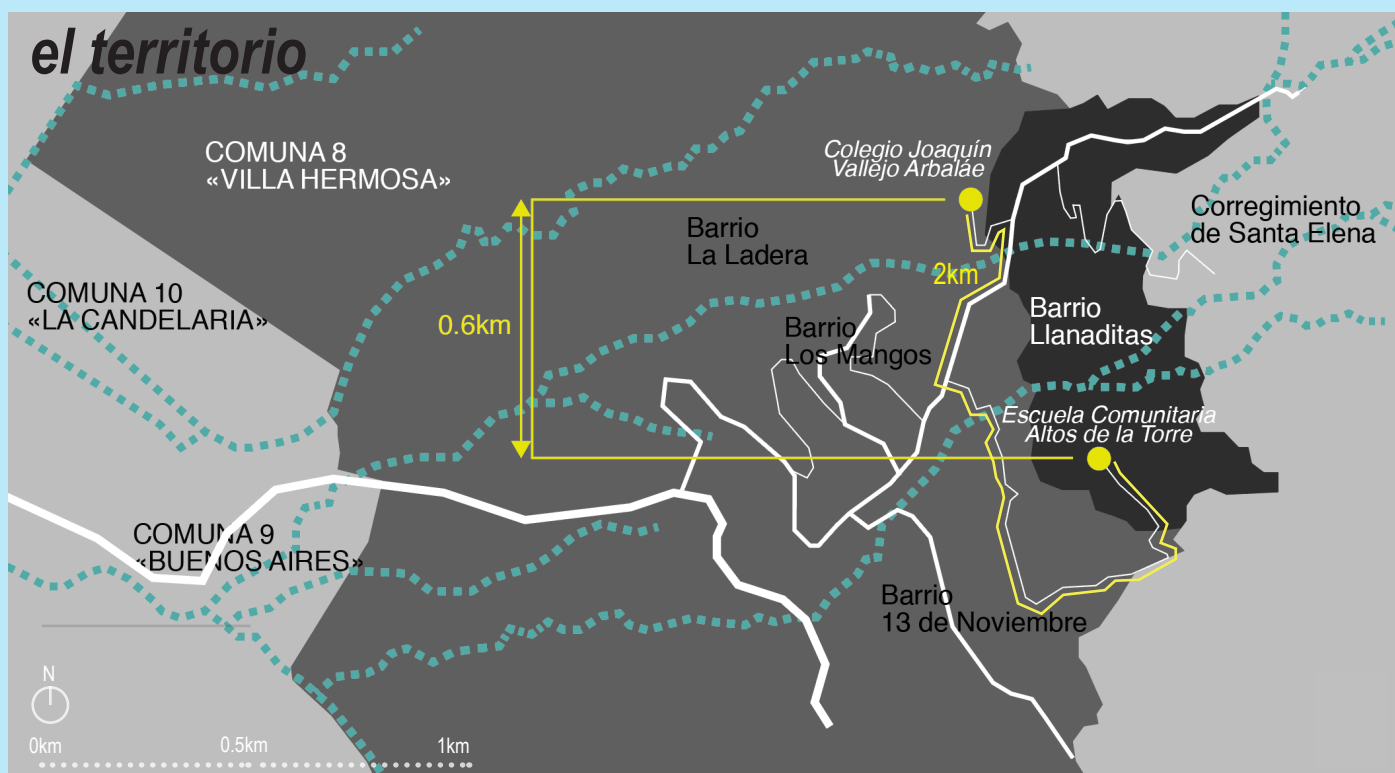 el territorio
COMUNA 8
«VILLA HERMOSA»
Colegio Joaquín
Vallejo Arbaláe
Corregimiento
de Santa Elena
Barrio
La Ladera
2km
COMUNA 10
«LA CANDELARIA»
0.6km
Barrio
Los Mangos
Barrio
Llanaditas
Escuela Comunitaria
Altos de la Torre
COMUNA 9
«BUENOS AIRES»
Barrio
13 de Noviembre
N
0km 0.5km 1km